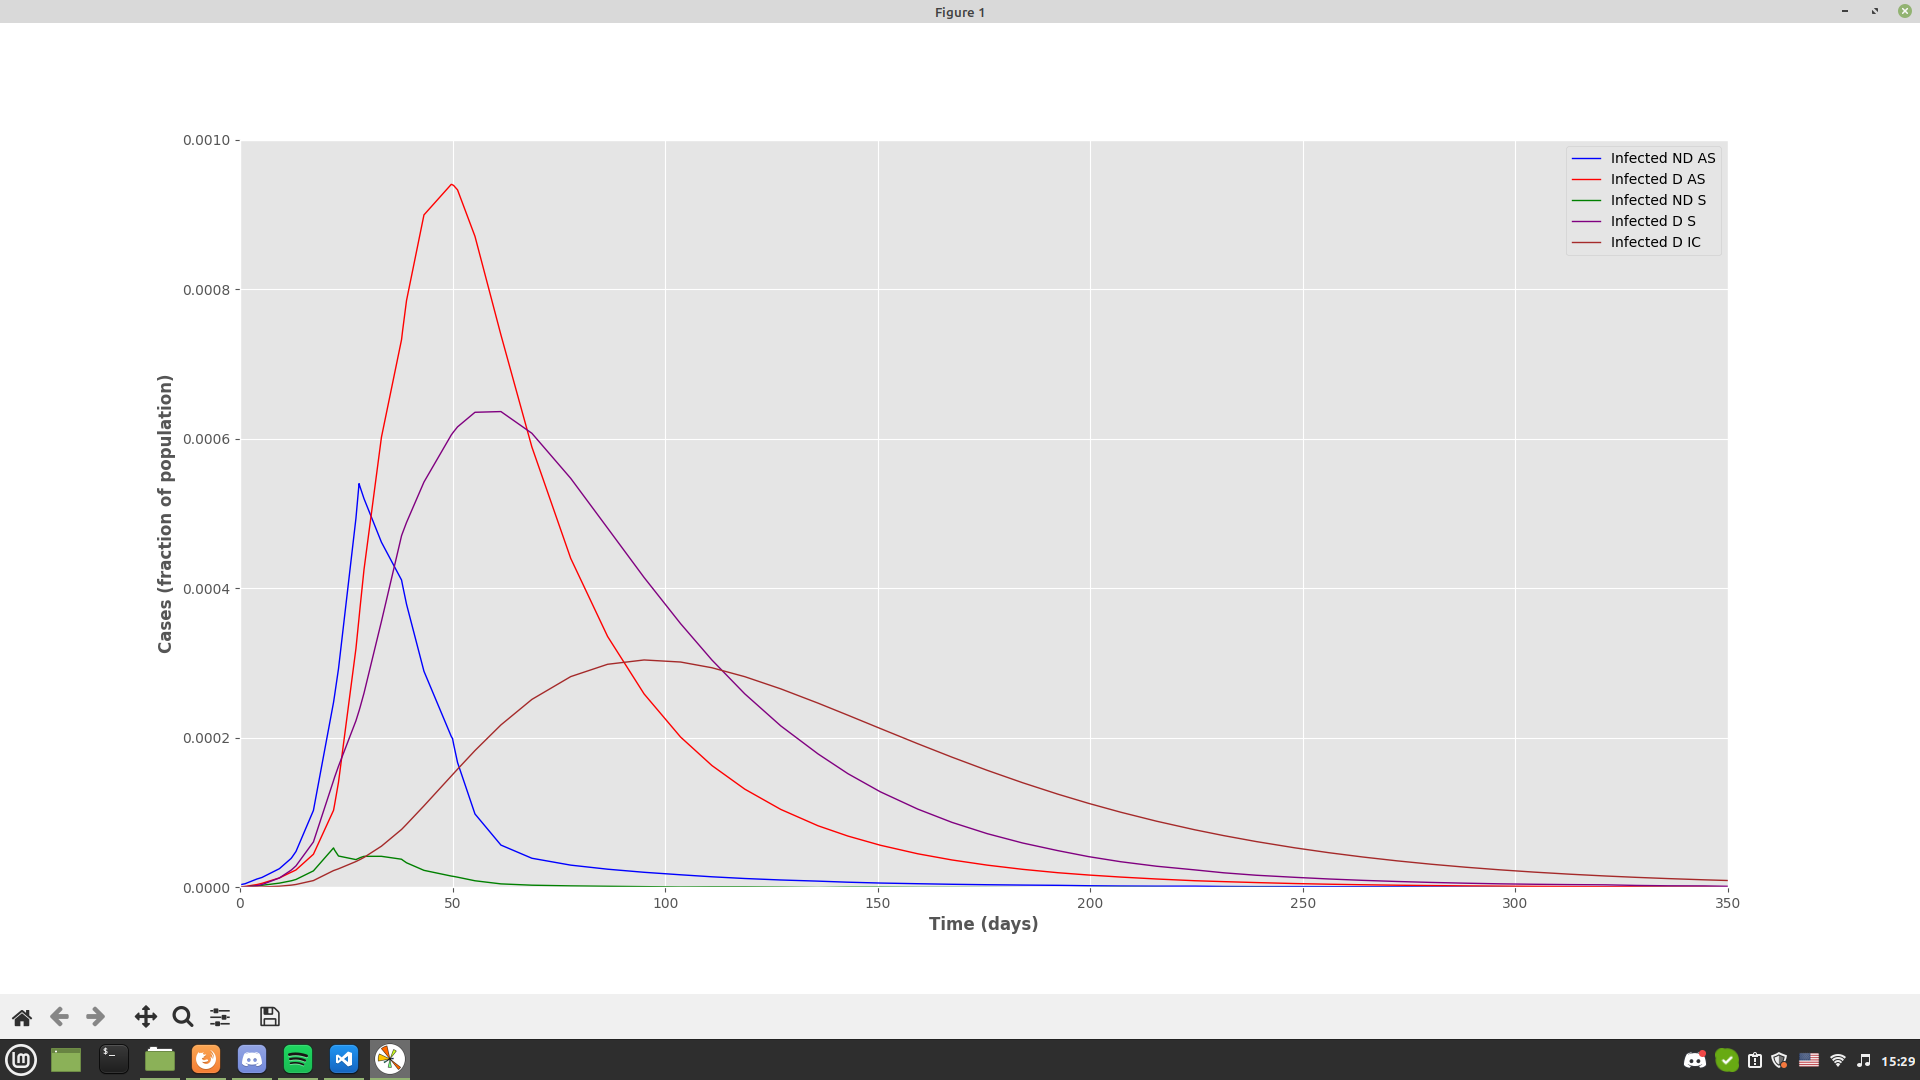 Figure 1
0.0010
0.0008
0.0006
0.0004
0.0002
0.0000
Cases (fraction of population)
Infected ND AS
Infected D AS
Infected ND S
Infected D S
Infected D IC
0 50 100 150 200 250 300 350
Time (days)
$_
15:29